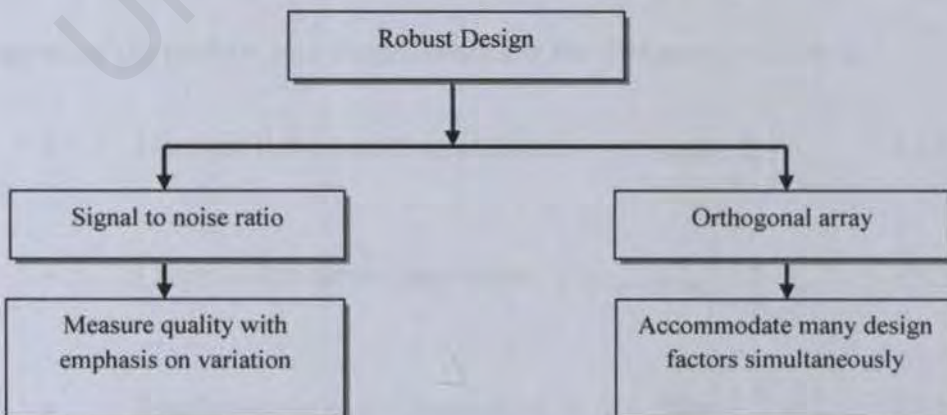 Robust Design
Signal to noise ratio
Orthogonal array
Measure quality with
emphasis on variation
Accommodate many design
factors simultaneously